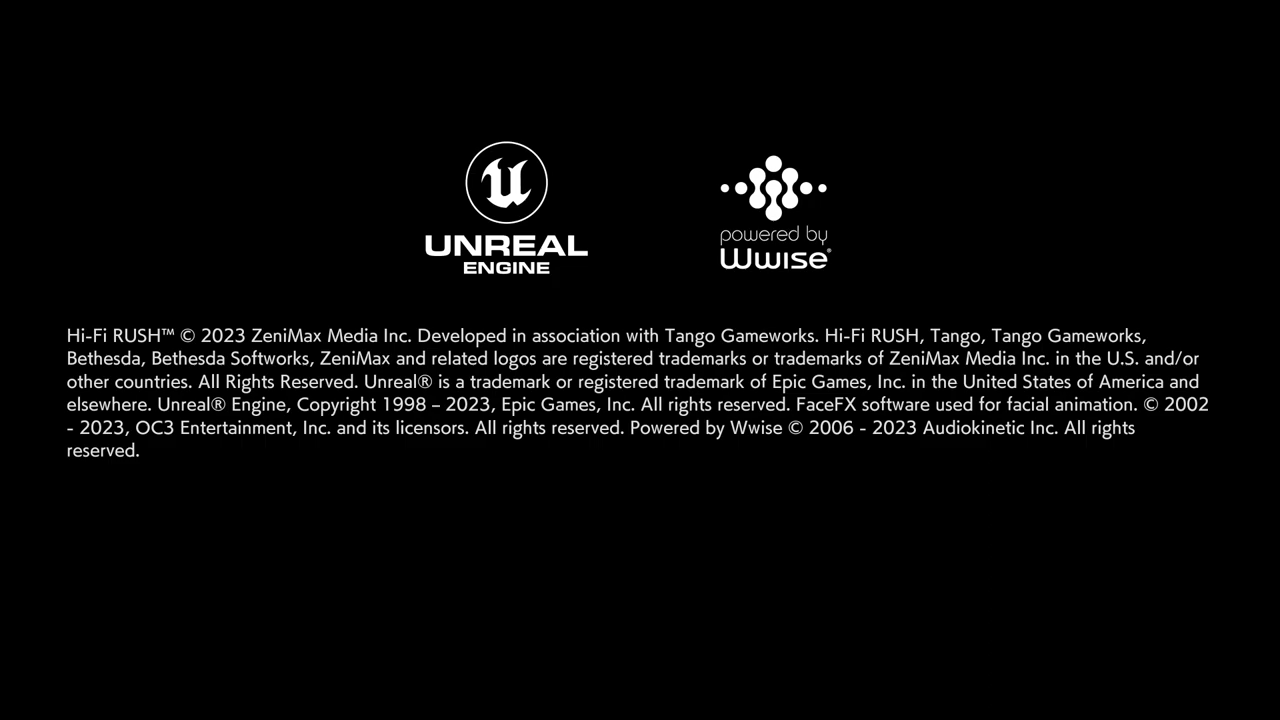 UNREAL
ENGINE
powered by
Wwise®
Hi-Fi RUSH™ © 2023 ZeniMax Media Inc. Developed in association with Tango Gameworks. Hi-Fi RUSH, Tango, Tango Gameworks,
Bethesda, Bethesda Softworks, ZeniMax and related logos are registered trademarks or trademarks of ZeniMax Media Inc. in the U.S. and/or
other countries. All Rights Reserved. Unreal® is a trademark or registered trademark of Epic Games, Inc. in the United States of America and
elsewhere. Unreal® Engine, Copyright 1998 – 2023, Epic Games, Inc. All rights reserved. FaceFX software used for facial animation. © 2002
- 2023, OC3 Entertainment, Inc. and its licensors. All rights reserved. Powered by Wwise © 2006 - 2023 Audiokinetic Inc. All rights
reserved.